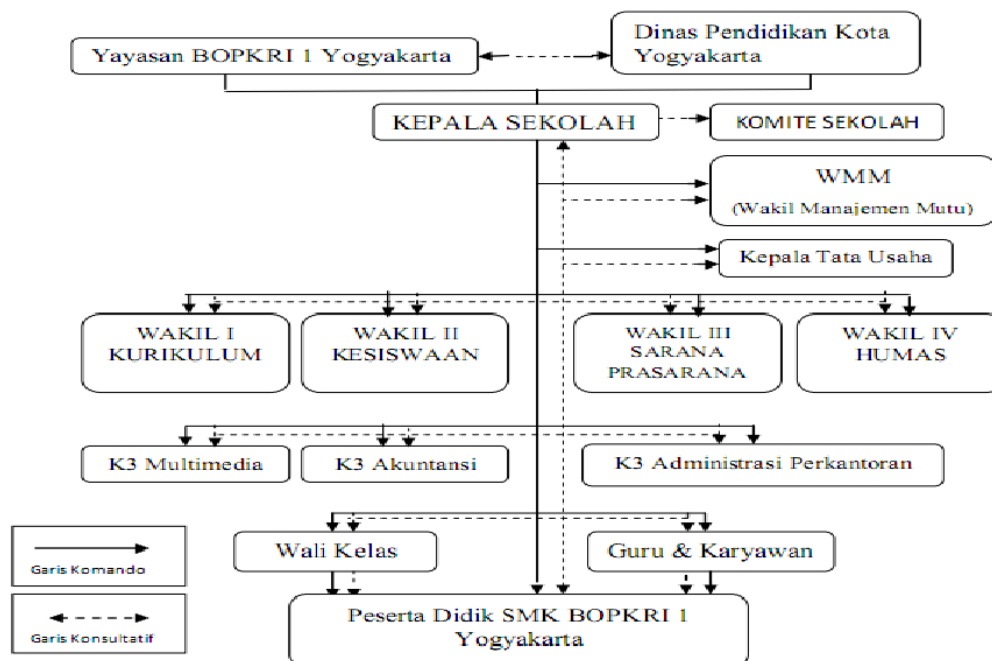 Yayasan BOPKRI 1 Yogyakarta
Dinas Pendidikan Kota
Yogyakarta
KEPALA SEKOLAH
KOMITE SEKOLAH
WMM
(Wakil Manajemen Mutu)
Kepala Tata Usaha
WAKIL I
KURIKULUM
WAKIL II
KESISWAAN
WAKIL III
SARANA
PRASARANA
WAKIL IV
HUMAS
K3 Multimedia
K3 Akuntansi
K3 Administrasi Perkantoran
Wali Kelas
Guru & Karyawan
Peserta Didik SMK BOPKRI 1
Yogyakarta
Garis Komando
Garis Konsultatif